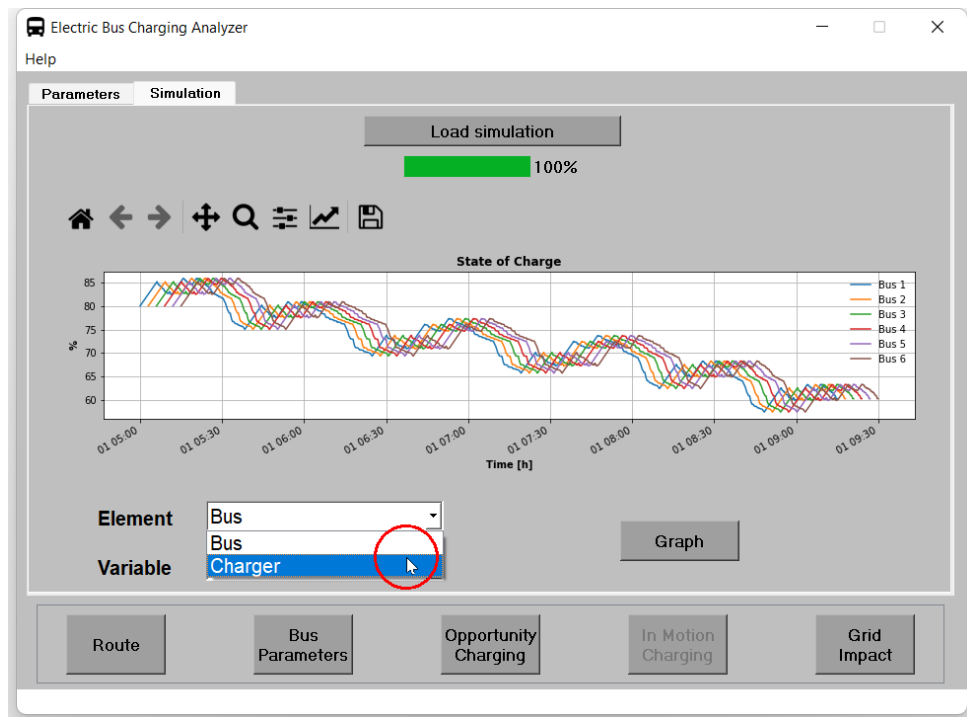 Electric Bus Charging Analyzer
Help
Parameters Simulation
Load simulation
100%
State of Charge
85
80
75
70
65
60
%
Bus 1
Bus 2
Bus 3
Bus 4
Bus 5
Bus 6
01 05:00 01 05:30 01 06:00 01 06:30 01 07:00 01 07:30 01 08:00 01 08:30 01 09:00 01 09:30
Time [h]
Element Bus
Bus
Charger
Variable
Graph
Route
Bus
Parameters
Opportunity
Charging
In Motion
Charging
Grid
Impact